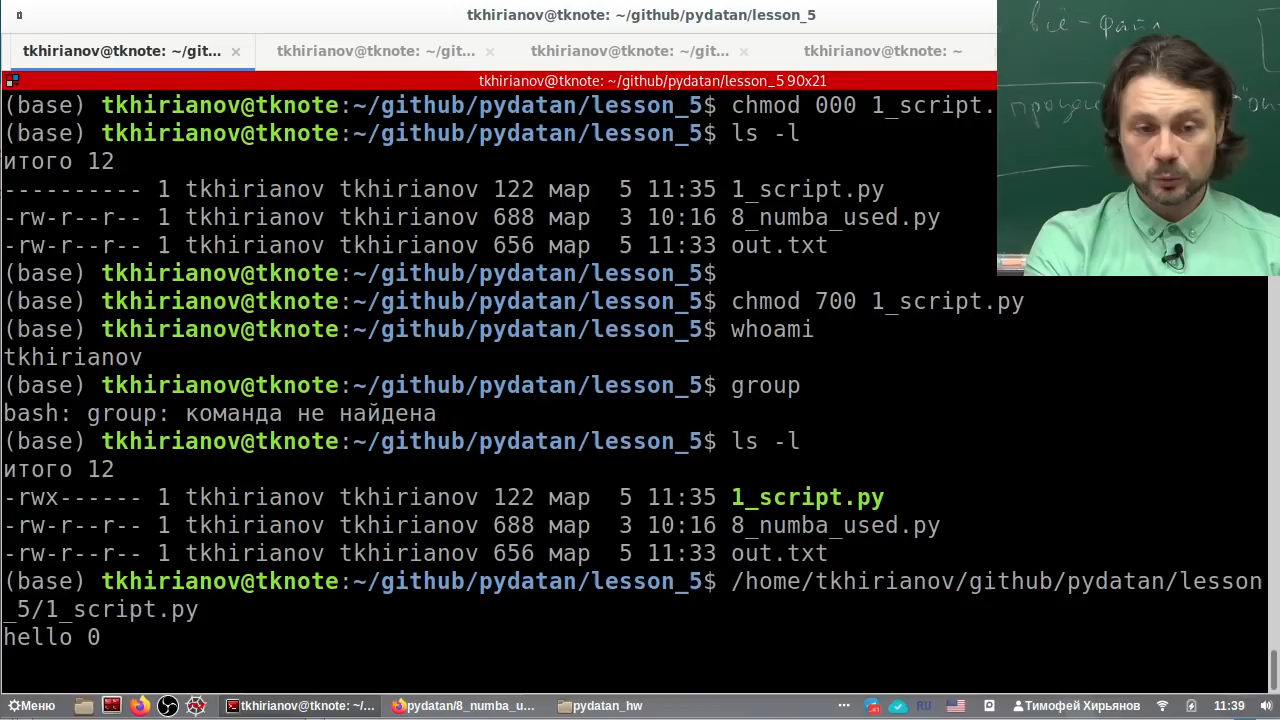 tkhirianov@tknote: ~/github/pydatan/lesson_5
tkhirianov@tknote: ~/git... × tkhirianov@tknote: ~/git... × tkhirianov@tknote: ~/git... × tkhirianov@tknote: ~
tkhirianov@tknote: ~/github/pydatan/lesson_5 90x21
(base) tkhirianov@tknote:~/github/pydatan/lesson_5$ chmod 000 1_script.
(base) tkhirianov@tknote:~/github/pydatan/lesson_5$ ls -l
итого 12
---------- 1 tkhirianov tkhirianov 122 мар  5 11:35 1_script.py
-rw-r--r-- 1 tkhirianov tkhirianov 688 мар  3 10:16 8_numba_used.py
-rw-r--r-- 1 tkhirianov tkhirianov 656 мар  5 11:33 out.txt
(base) tkhirianov@tknote:~/github/pydatan/lesson_5$
(base) tkhirianov@tknote:~/github/pydatan/lesson_5$ chmod 700 1_script.py
(base) tkhirianov@tknote:~/github/pydatan/lesson_5$ whoami
tkhirianov
(base) tkhirianov@tknote:~/github/pydatan/lesson_5$ group
bash: group: команда не найдена
(base) tkhirianov@tknote:~/github/pydatan/lesson_5$ ls -l
итого 12
-rwx------ 1 tkhirianov tkhirianov 122 мар  5 11:35 1_script.py
-rw-r--r-- 1 tkhirianov tkhirianov 688 мар  3 10:16 8_numba_used.py
-rw-r--r-- 1 tkhirianov tkhirianov 656 мар  5 11:33 out.txt
(base) tkhirianov@tknote:~/github/pydatan/lesson_5$ /home/tkhirianov/github/pydatan/lesson
_5/1_script.py
hello 0
всё - файл
Меню tkhirianov@tknote: ~/... pydatan/8_numba_u... pydatan_hw RU Тимофей Хирьянов 11:39